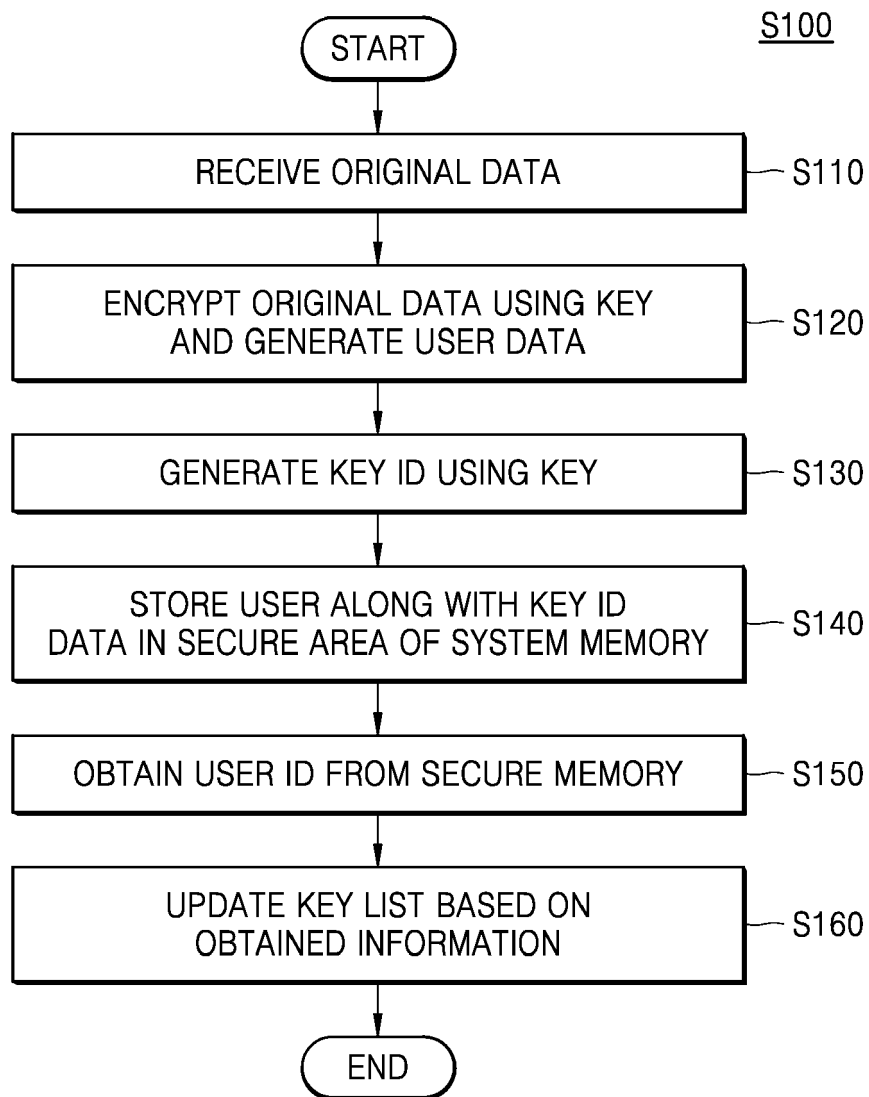 S100
START
RECEIVE ORIGINAL DATA
S110
ENCRYPT ORIGINAL DATA USING KEY
AND GENERATE USER DATA
S120
GENERATE KEY ID USING KEY
S130
STORE USER ALONG WITH KEY ID
DATA IN SECURE AREA OF SYSTEM MEMORY
S140
OBTAIN USER ID FROM SECURE MEMORY
S150
UPDATE KEY LIST BASED ON
OBTAINED INFORMATION
S160
END